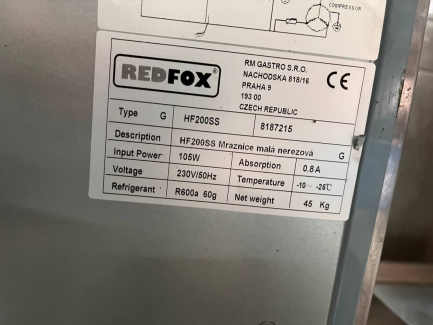 COMPRESSOR
REDFOX
RM GASTRO S.R.O.
NACHODSKA 818/16
PRAHA 9
193 00
CZECH REPUBLIC
CE
Type G HF200SS 8187215
Description HF200SS Mraznice malá nerezová G
Input Power 105W Absorption 0.8 A
Voltage 230V/50Hz Temperature -10~ -25℃
Refrigerant R600a 60g Net weight 45 Kg